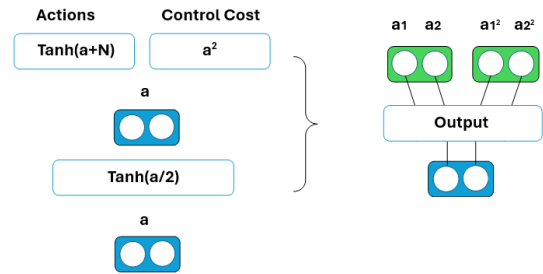 Actions
Control Cost
Tanh(a+N)
a²
a
Tanh(a/2)
a
a1 a2 a1² a2²
Output